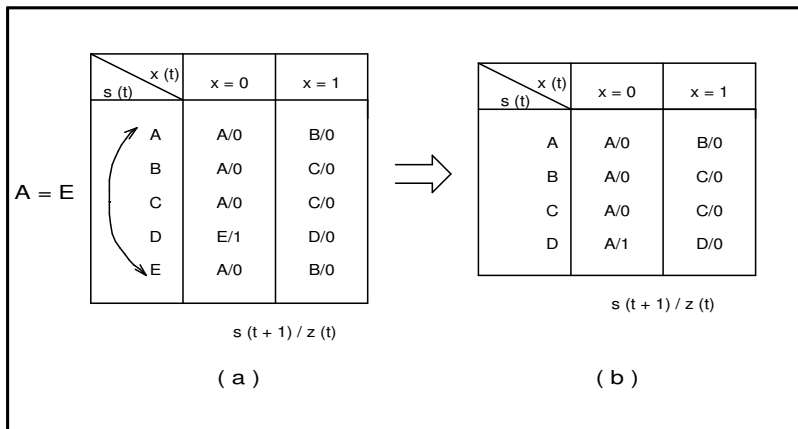 x (t)
s (t)
x = 0
x = 1
A A/0 B/0
B A/0 C/0
C A/0 C/0
D E/1 D/0
E A/0 B/0
A = E
s (t + 1) / z (t)
( a )
x (t)
s (t)
x = 0
x = 1
A A/0 B/0
B A/0 C/0
C A/0 C/0
D A/1 D/0
s (t + 1) / z (t)
( b )